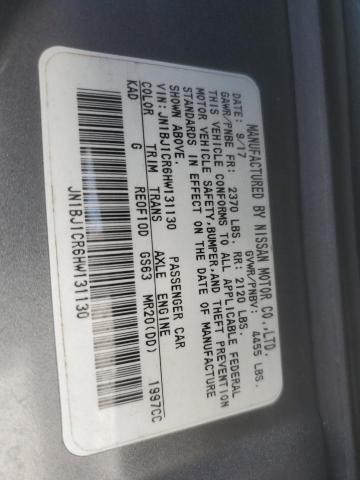 MANUFACTURED BY NISSAN MOTOR CO.,LTD.
DATE: 9/17 GVWR/PNBV: 4455 LBS.
GAWR/PNBE FR: 2370 LBS. RR: 2120 LBS.
THIS VEHICLE CONFORMS TO ALL APPLICABLE FEDERAL
MOTOR VEHICLE SAFETY,BUMPER,AND THEFT PREVENTION
STANDARDS IN EFFECT ON THE DATE OF MANUFACTURE
SHOWN ABOVE.
VIN: JN1BJ1CR6HW131130 PASSENGER CAR
COLOR TRIM TRANS AXLE ENGINE
KAD G RE0F10D GS63 MR20(DD) 1997CC
JN1BJ1CR6HW131130